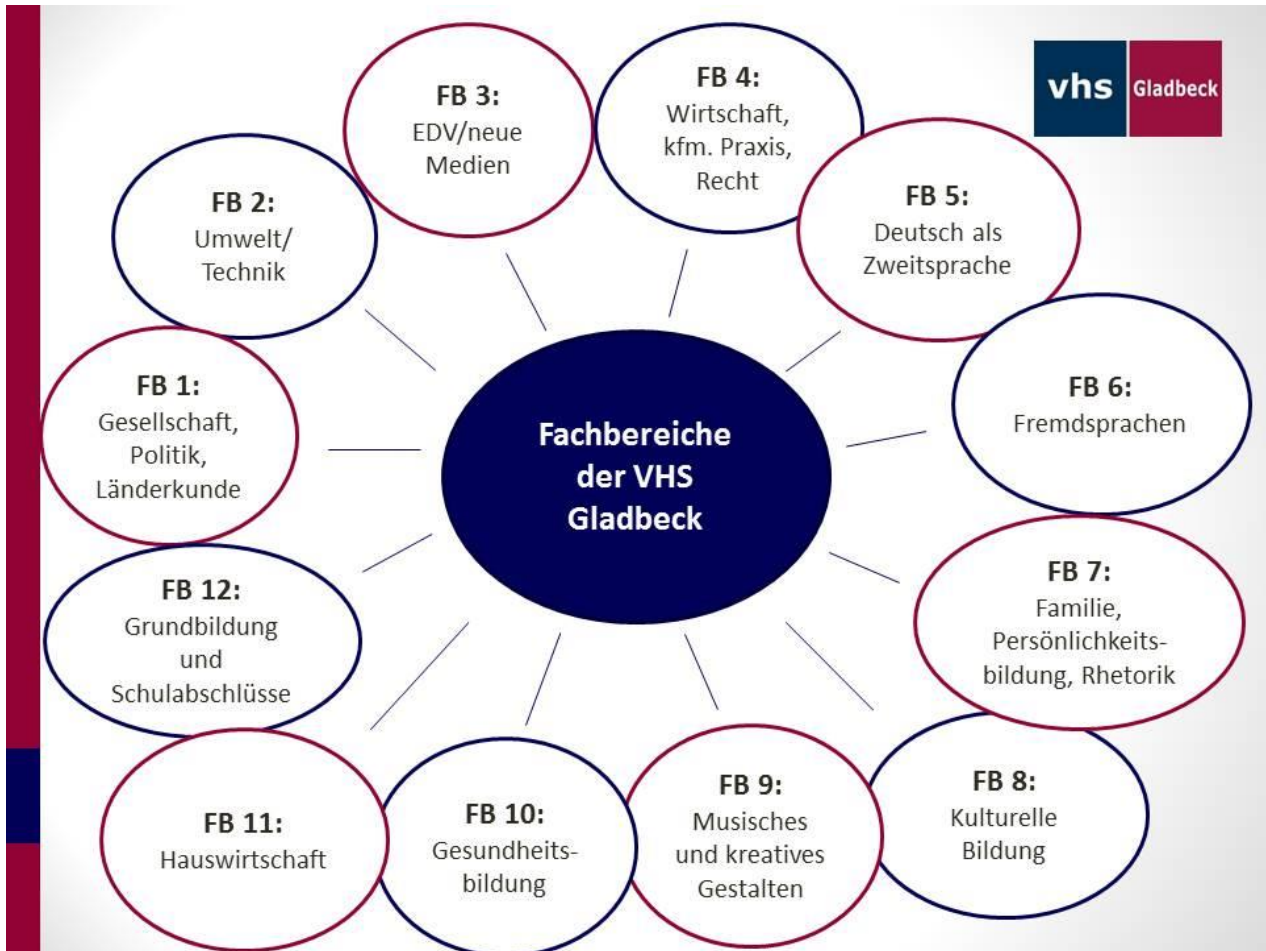 vhs Gladbeck
Fachbereiche
der VHS
Gladbeck
FB 1:
Gesellschaft,
Politik,
Länderkunde
FB 2:
Umwelt/
Technik
FB 3:
EDV/neue
Medien
FB 4:
Wirtschaft,
kfm. Praxis,
Recht
FB 5:
Deutsch als
Zweitsprache
FB 6:
Fremdsprachen
FB 7:
Familie,
Persönlichkeits-
bildung, Rhetorik
FB 8:
Kulturelle
Bildung
FB 9:
Musisches
und kreatives
Gestalten
FB 10:
Gesundheits-
bildung
FB 11:
Hauswirtschaft
FB 12:
Grundbildung
und
Schulabschlüsse